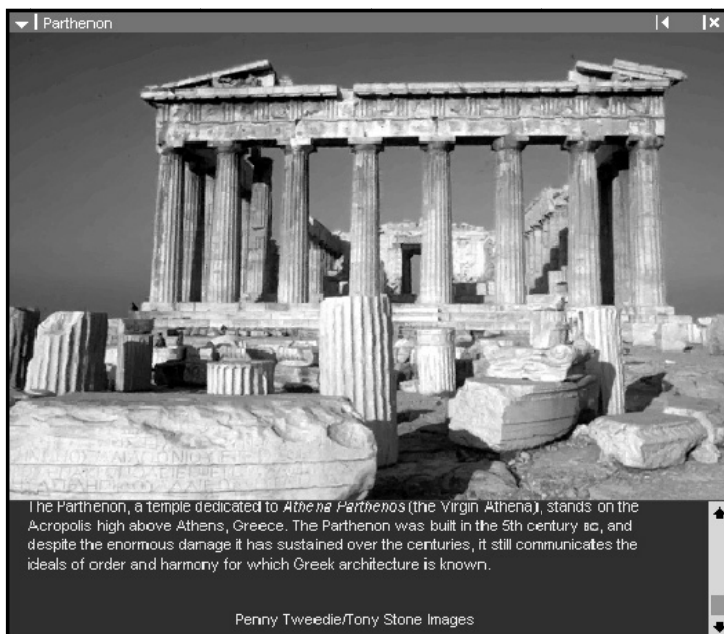 Parthenon
The Parthenon, a temple dedicated to Athena Parthenos (the Virgin Athena), stands on the
Acropolis high above Athens, Greece. The Parthenon was built in the 5th century BC, and
despite the enormous damage it has sustained over the centuries, it still communicates the
ideals of order and harmony for which Greek architecture is known.
Penny Tweedie/Tony Stone Images